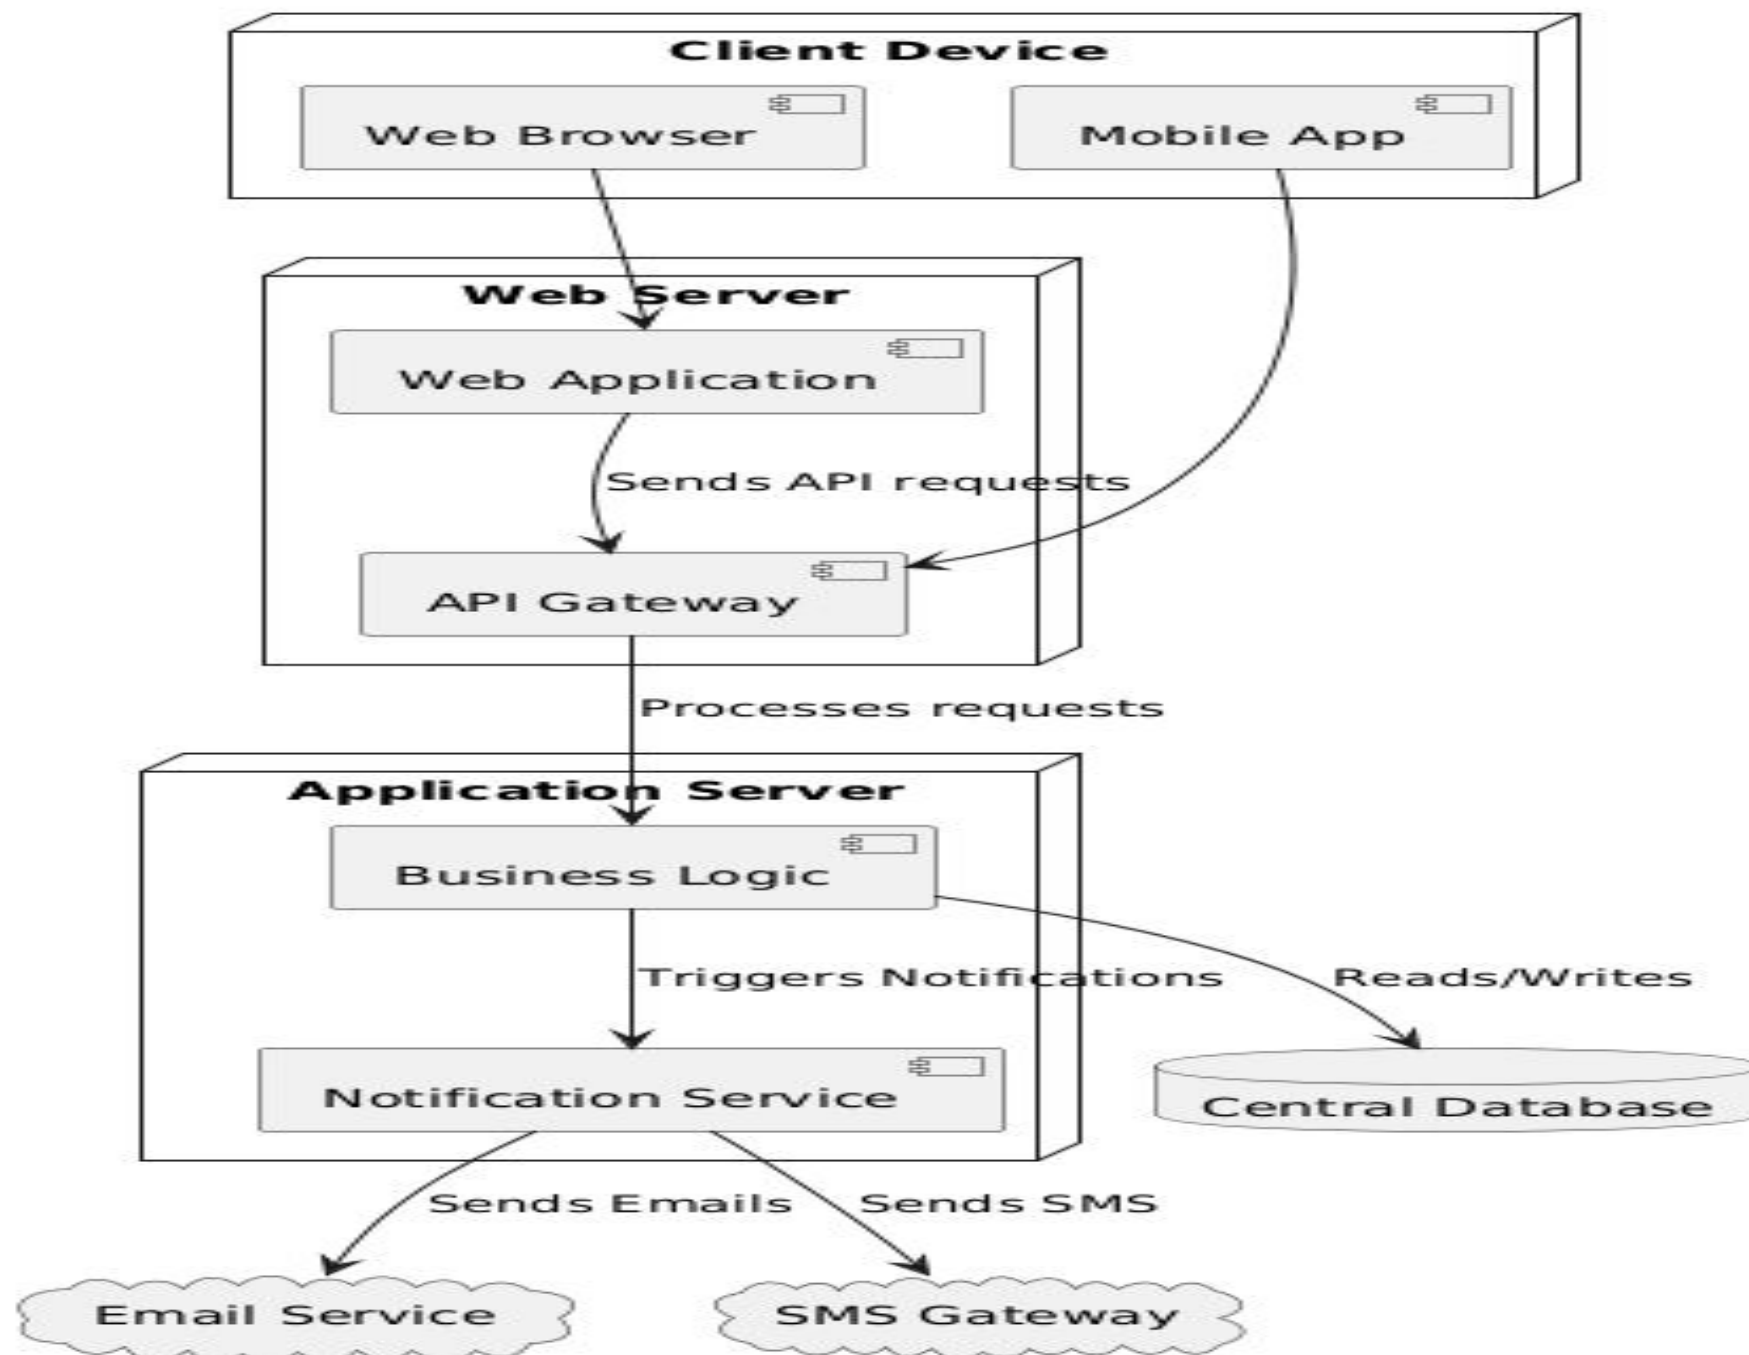 Client Device
Web Browser
Mobile App
Web Server
Web Application
Sends API requests
API Gateway
Processes requests
Application Server
Business Logic
Triggers Notifications
Reads/Writes
Notification Service
Central Database
Sends Emails
Sends SMS
Email Service
SMS Gateway